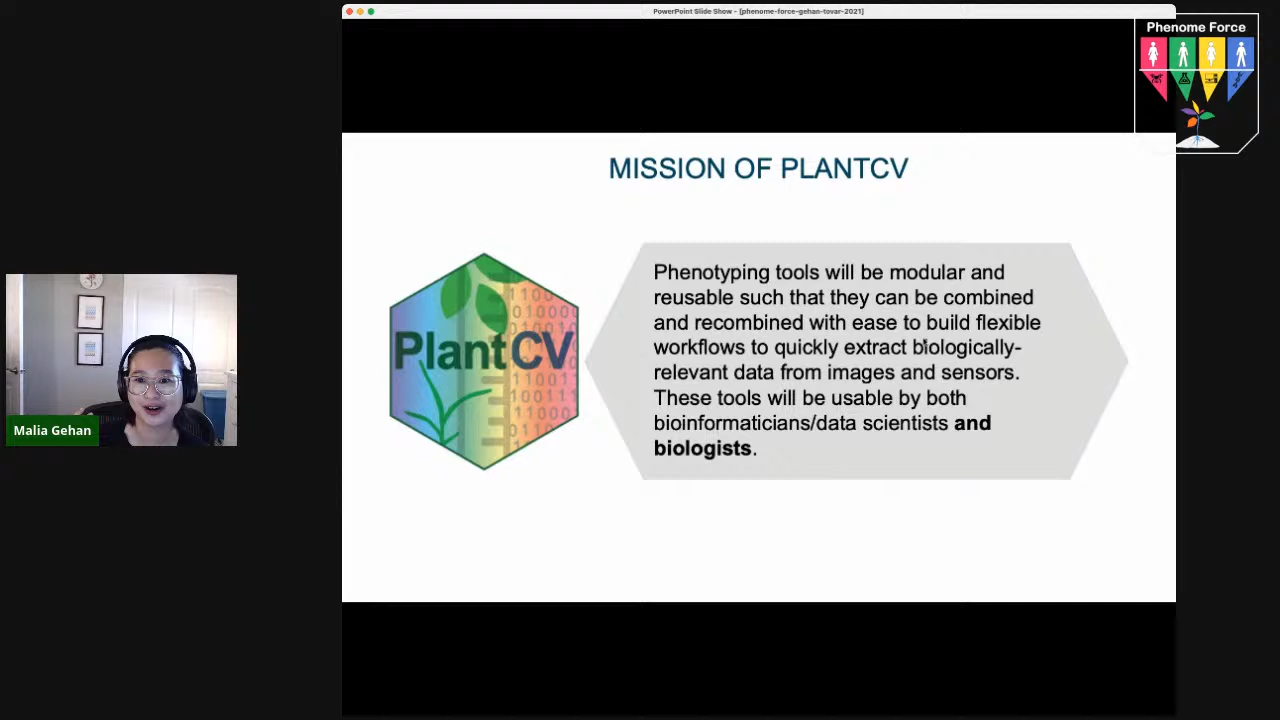 PowerPoint Slide Show - [phenome-force-gehan-tovar-2021]
Phenome Force
MISSION OF PLANTCV
PlantCV
Phenotyping tools will be modular and
reusable such that they can be combined
and recombined with ease to build flexible
workflows to quickly extract biologically-
relevant data from images and sensors.
These tools will be usable by both
bioinformaticians/data scientists and
biologists.
Malia Gehan